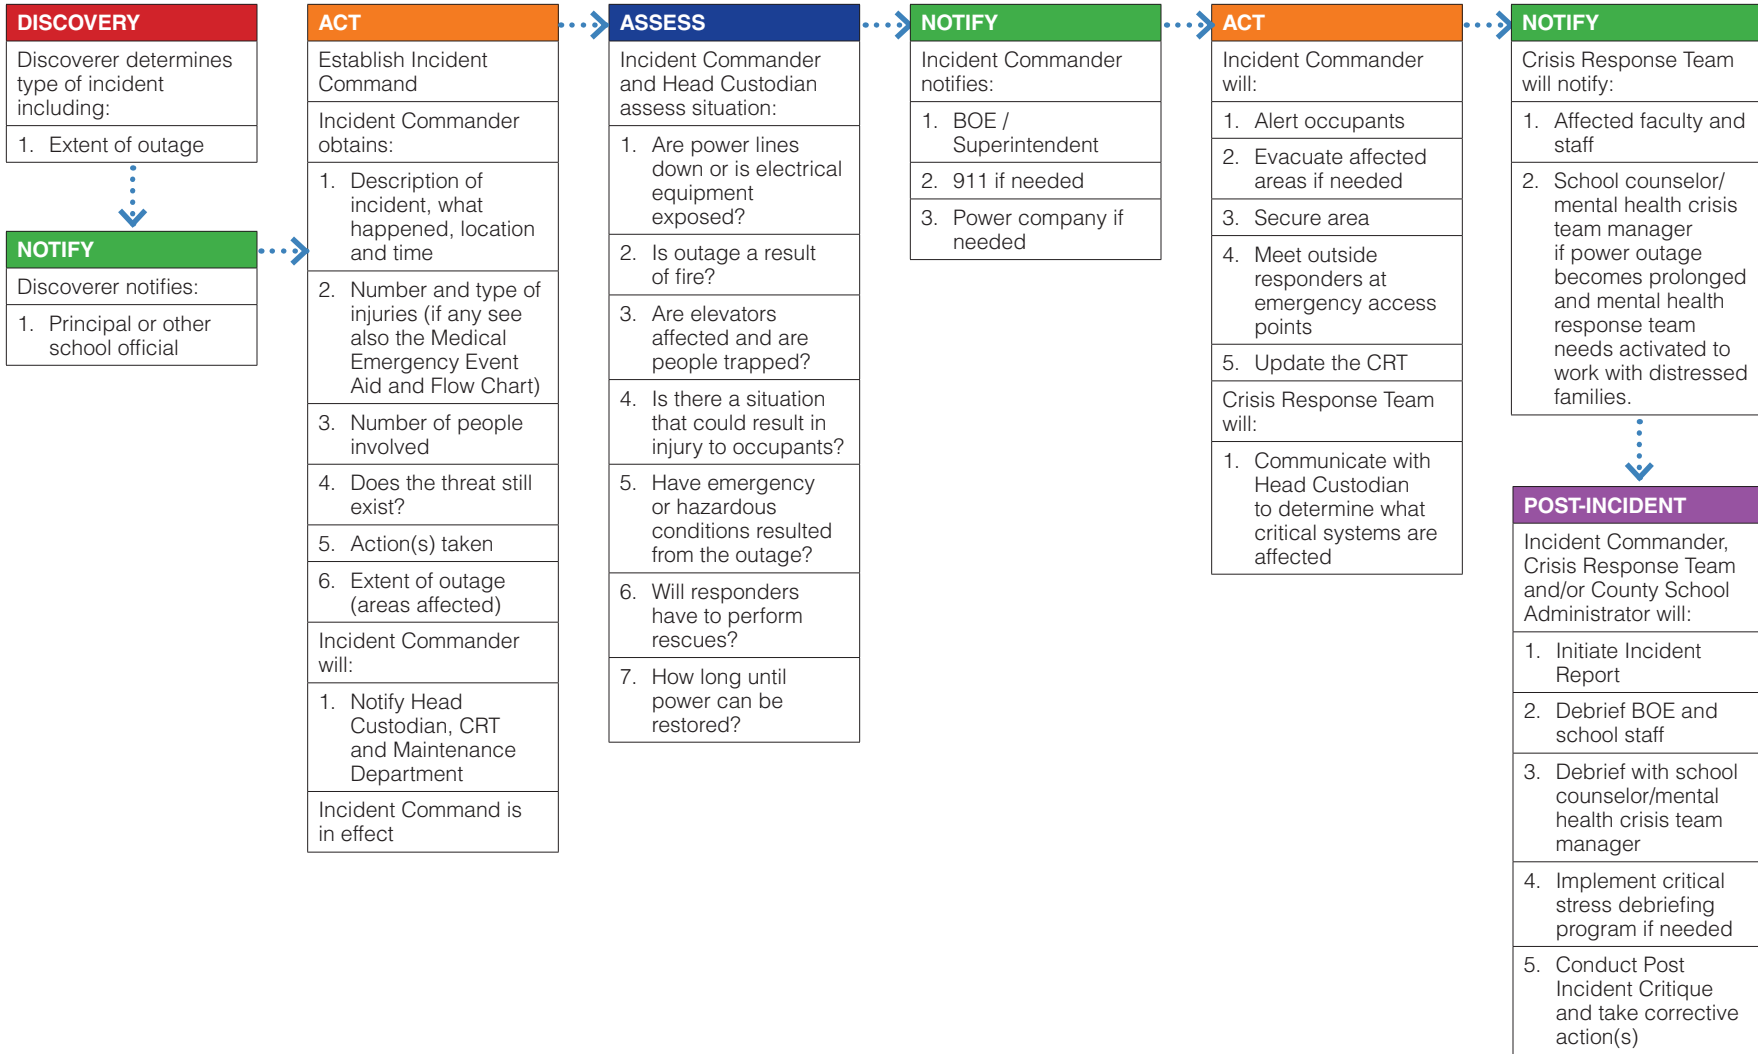 DISCOVERY
Discoverer determines
type of incident
including:
1. Extent of outage
NOTIFY
Discoverer notifies:
1. Principal or other
school official
ACT
Establish Incident
Command
Incident Commander
obtains:
1. Description of
incident, what
happened, location
and time
2. Number and type of
injuries (if any see
also the Medical
Emergency Event
Aid and Flow Chart)
3. Number of people
involved
4. Does the threat still
exist?
5. Action(s) taken
6. Extent of outage
(areas affected)
Incident Commander
will:
1. Notify Head
Custodian, CRT
and Maintenance
Department
Incident Command is
in effect
ASSESS
Incident Commander
and Head Custodian
assess situation:
1. Are power lines
down or is electrical
equipment
exposed?
2. Is outage a result
of fire?
3. Are elevators
affected and are
people trapped?
4. Is there a situation
that could result in
injury to occupants?
5. Have emergency
or hazardous
conditions resulted
from the outage?
6. Will responders
have to perform
rescues?
7. How long until
power can be
restored?
NOTIFY
Incident Commander
notifies:
1. BOE /
Superintendent
2. 911 if needed
3. Power company if
needed
ACT
Incident Commander
will:
1. Alert occupants
2. Evacuate affected
areas if needed
3. Secure area
4. Meet outside
responders at
emergency access
points
5. Update the CRT
Crisis Response Team
will:
1. Communicate with
Head Custodian
to determine what
critical systems are
affected
NOTIFY
Crisis Response Team
will notify:
1. Affected faculty and
staff
2. School counselor/
mental health crisis
team manager
if power outage
becomes prolonged
and mental health
response team
needs activated to
work with distressed
families.
POST-INCIDENT
Incident Commander,
Crisis Response Team
and/or County School
Administrator will:
1. Initiate Incident
Report
2. Debrief BOE and
school staff
3. Debrief with school
counselor/mental
health crisis team
manager
4. Implement critical
stress debriefing
program if needed
5. Conduct Post
Incident Critique
and take corrective
action(s)